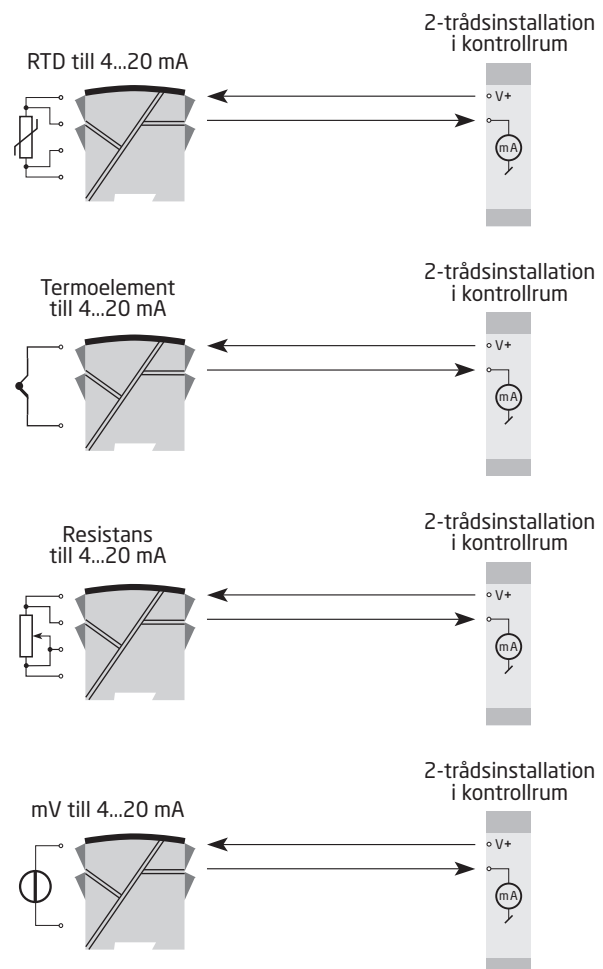 2-trådsinstallation
i kontrollrum
RTD till 4...20 mA
V+
mA
2-trådsinstallation
i kontrollrum
Termoelement
till 4...20 mA
V+
mA
2-trådsinstallation
i kontrollrum
Resistans
till 4...20 mA
V+
mA
2-trådsinstallation
i kontrollrum
mV till 4...20 mA
V+
mA